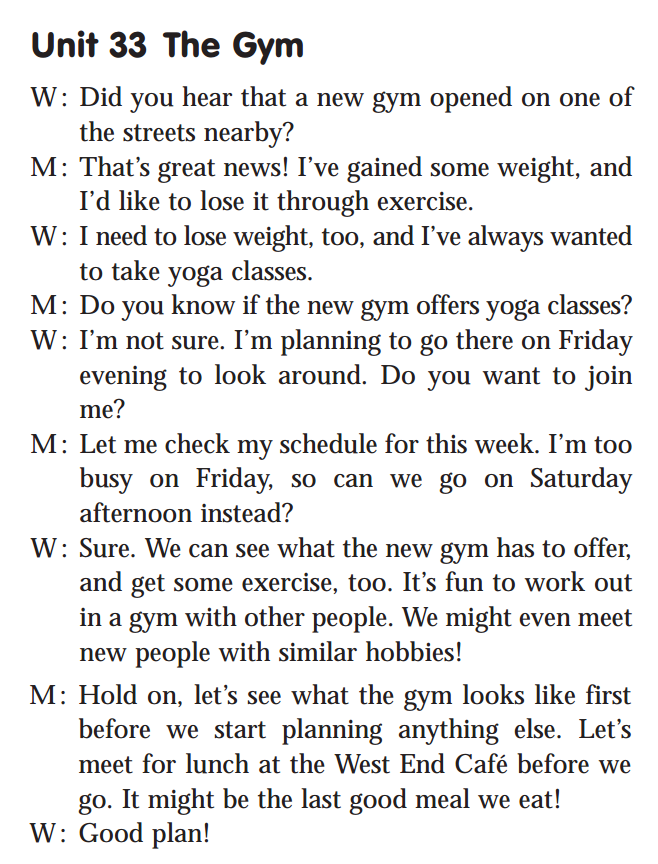 Unit 33 The Gym
W: Did you hear that a new gym opened on one of
the streets nearby?
M: That’s great news! I’ve gained some weight, and
I’d like to lose it through exercise.
W: I need to lose weight, too, and I’ve always wanted
to take yoga classes.
M: Do you know if the new gym offers yoga classes?
W: I’m not sure. I’m planning to go there on Friday
evening to look around. Do you want to join
me?
M: Let me check my schedule for this week. I’m too
busy on Friday, so can we go on Saturday
afternoon instead?
W: Sure. We can see what the new gym has to offer,
and get some exercise, too. It’s fun to work out
in a gym with other people. We might even meet
new people with similar hobbies!
M: Hold on, let’s see what the gym looks like first
before we start planning anything else. Let’s
meet for lunch at the West End Café before we
go. It might be the last good meal we eat!
W: Good plan!